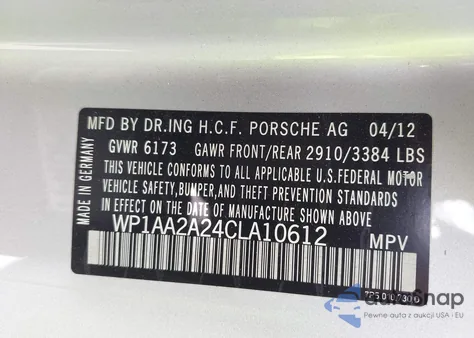 MFD BY DR.ING H.C.F. PORSCHE AG 04/12
GVWR 6173 GAWR FRONT/REAR 2910/3384 LBS
MADE IN GERMANY
THIS VEHICLE CONFORMS TO ALL APPLICABLE U.S.FEDERAL MOTOR
VEHICLE SAFETY,BUMPER,AND THEFT PREVENTION STANDARDS
IN EFFECT ON THE DATE OF MANUFACTURE SHOWN ABOVE
WP1AA2A24CLA10612 MPV
autoSnap
Pewne auta z aukcji USA i EU